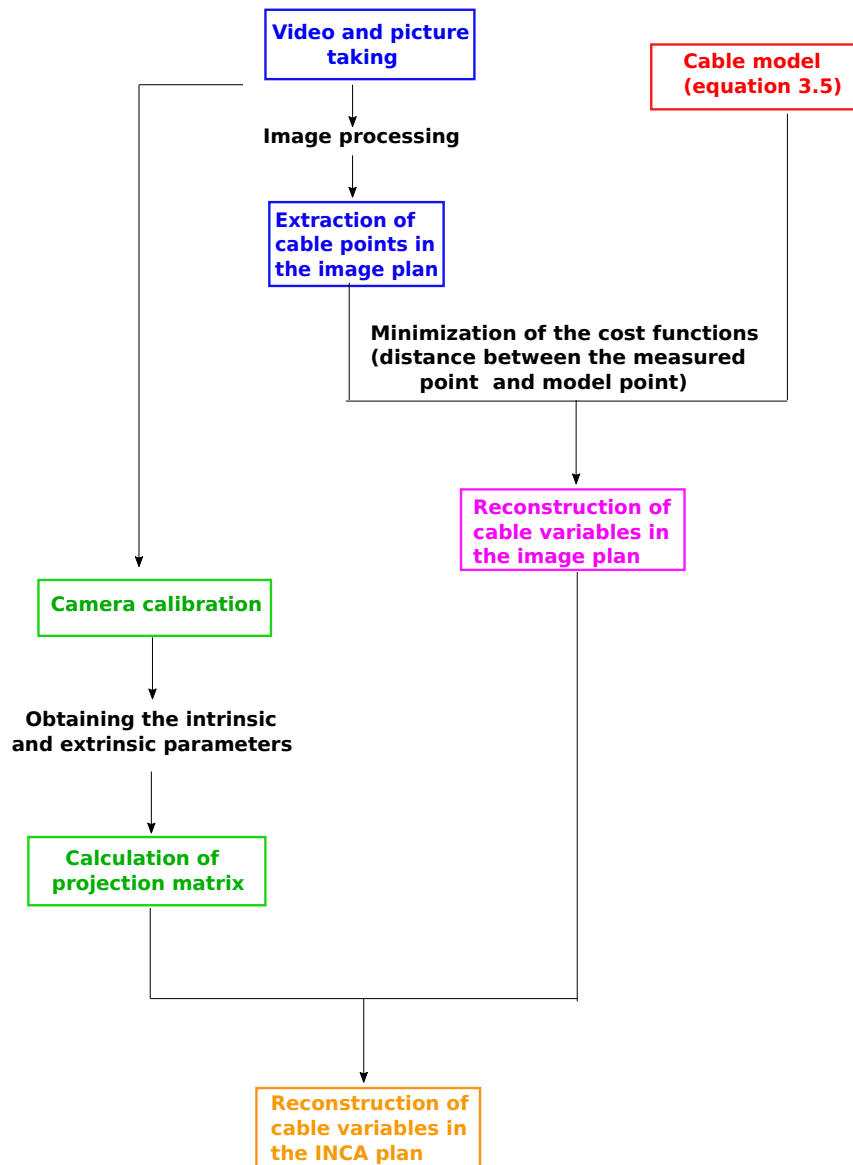 Video and picture
taking
Cable model
(equation 3.5)
Image processing
Extraction of
cable points in
the image plan
Minimization of the cost functions
(distance between the measured
point and model point)
Reconstruction of
cable variables in
the image plan
Camera calibration
Obtaining the intrinsic
and extrinsic parameters
Calculation of
projection matrix
Reconstruction of
cable variables in
the INCA plan